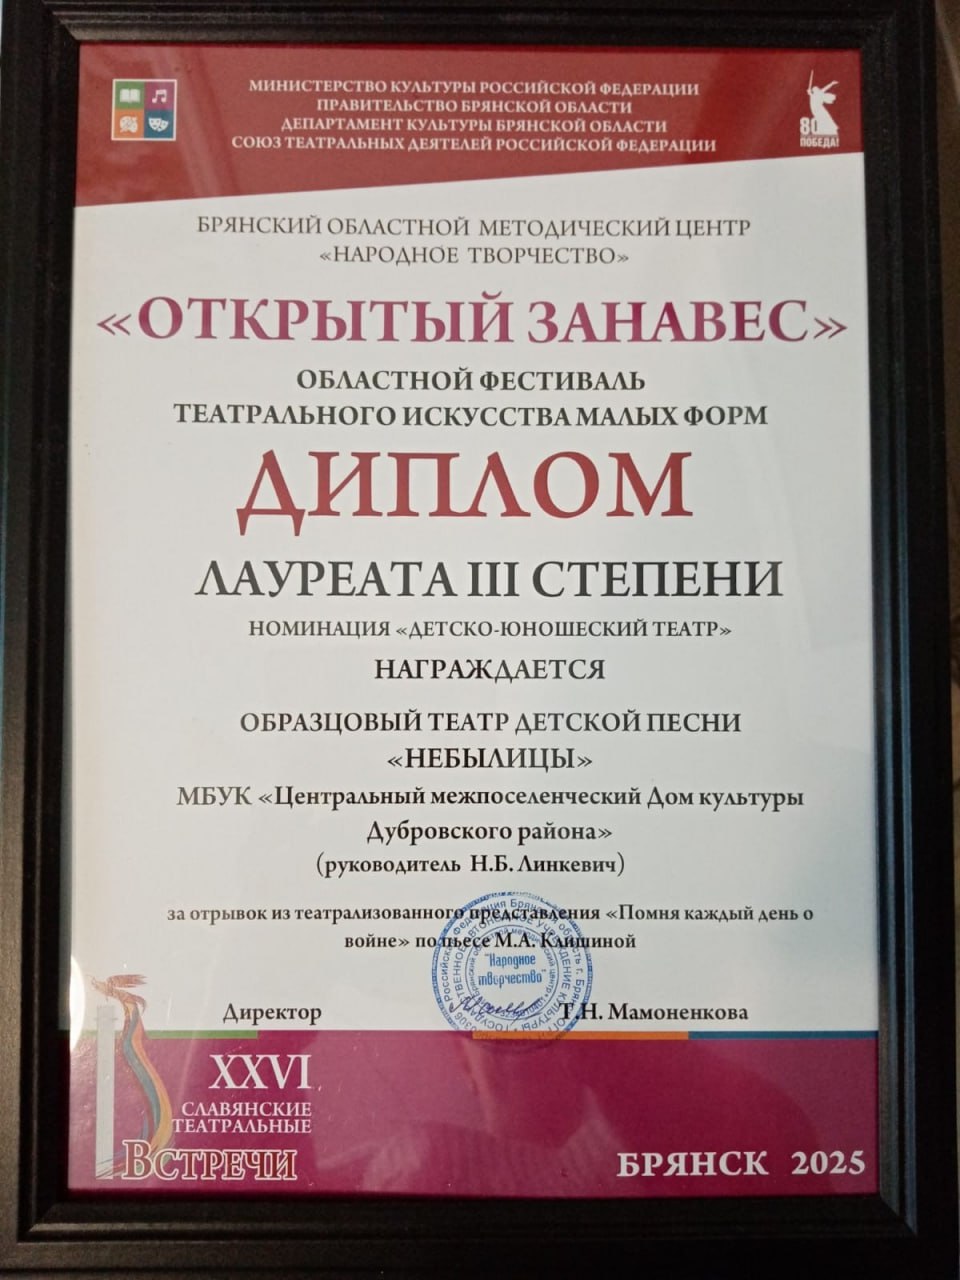 МИНИСТЕРСТВО КУЛЬТУРЫ РОССИЙСКОЙ ФЕДЕРАЦИИ
ПРАВИТЕЛЬСТВО БРЯНСКОЙ ОБЛАСТИ
ДЕПАРТАМЕНТ КУЛЬТУРЫ БРЯНСКОЙ ОБЛАСТИ
СОЮЗ ТЕАТРАЛЬНЫХ ДЕЯТЕЛЕЙ РОССИЙСКОЙ ФЕДЕРАЦИИ
80
ПОБЕДА!
БРЯНСКИЙ ОБЛАСТНОЙ МЕТОДИЧЕСКИЙ ЦЕНТР
«НАРОДНОЕ ТВОРЧЕСТВО»
«ОТКРЫТЫЙ ЗАНАВЕС»
ОБЛАСТНОЙ ФЕСТИВАЛЬ
ТЕАТРАЛЬНОГО ИСКУССТВА МАЛЫХ ФОРМ
ДИПЛОМ
ЛАУРЕАТА III СТЕПЕНИ
НОМИНАЦИЯ «ДЕТСКО-ЮНОШЕСКИЙ ТЕАТР»
НАГРАЖДАЕТСЯ
ОБРАЗЦОВЫЙ ТЕАТР ДЕТСКОЙ ПЕСНИ
«НЕБЫЛИЦЫ»
МБУК «Центральный межпоселенческий Дом культуры
Дубровского района»
(руководитель Н.Б. Линкевич)
за отрывок из театрализованного представления «Помня каждый день о
войне» по пьесе М.А. Клишиной
"Народное
творчество"
Директор Т.Н. Мамоненкова
XXVI
СЛАВЯНСКИЕ
ТЕАТРАЛЬНЫЕ
ВСТРЕЧИ
БРЯНСК 2025